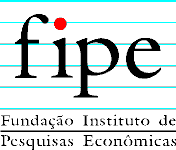 fipe
Fundação Instituto de
Pesquisas Econômicas